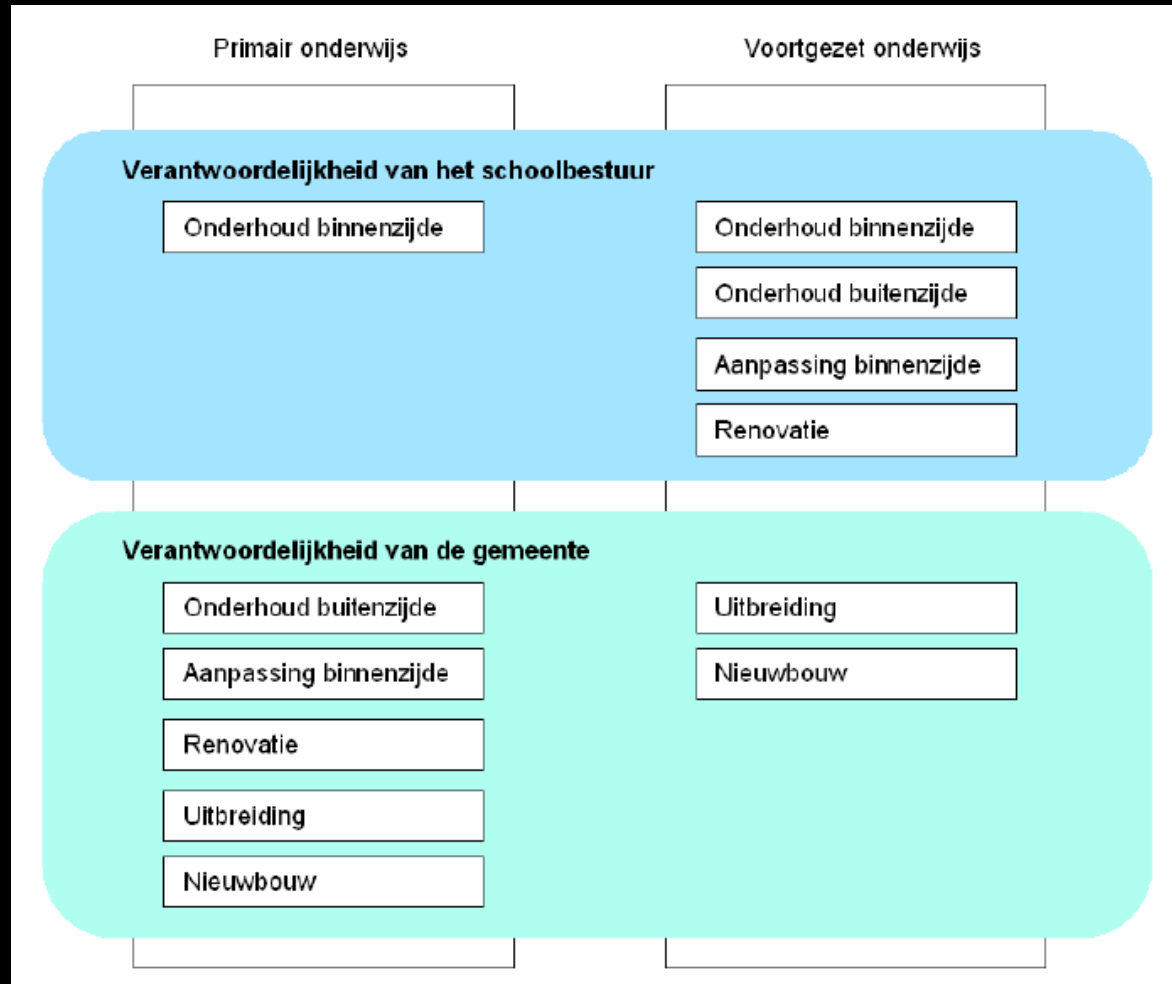 Primair onderwijs
Voortgezet onderwijs
Verantwoordelijkheid van het schoolbestuur
Onderhoud binnenzijde
Onderhoud binnenzijde
Onderhoud buitenzijde
Aanpassing binnenzijde
Renovatie
Verantwoordelijkheid van de gemeente
Onderhoud buitenzijde
Aanpassing binnenzijde
Renovatie
Uitbreiding
Nieuwbouw
Uitbreiding
Nieuwbouw